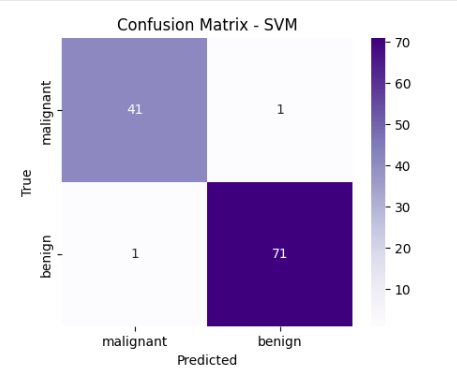 Confusion Matrix - SVM
malignant
41
1
benign
1
71
True
malignant
benign
Predicted
70
60
50
40
30
20
10